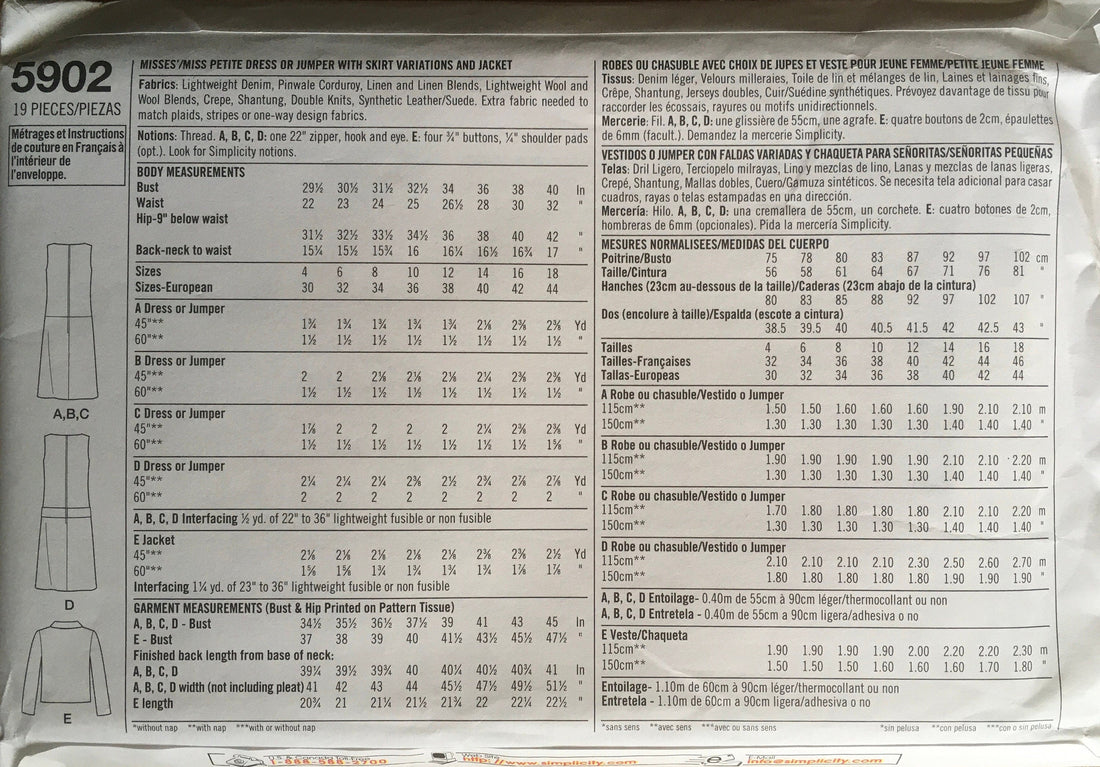 5902
19 PIECES/PIEZAS
Métrages et Instructions
de couture en Français à
l'intérieur de
l'enveloppe.
A,B,C
D
E
MISSES'/MISS PETITE DRESS OR JUMPER WITH SKIRT VARIATIONS AND JACKET
Fabrics: Lightweight Denim, Pinwale Corduroy, Linen and Linen Blends, Lightweight Wool and
Wool Blends, Crepe, Shantung, Double Knits, Synthetic Leather/Suede. Extra fabric needed to
match plaids, stripes or one-way design fabrics.
Notions: Thread. A, B, C, D: one 22" zipper, hook and eye. E: four ¾" buttons, ¼" shoulder pads
(opt.). Look for Simplicity notions.
BODY MEASUREMENTS
Bust 29½ 30½ 31½ 32½ 34 36 38 40 In
Waist 22 23 24 25 26½ 28 30 32 "
Hip-9" below waist
31½ 32½ 33½ 34½ 36 38 40 42 "
Back-neck to waist 15¼ 15½ 15¾ 16 16¼ 16½ 16¾ 17 "
Sizes 4 6 8 10 12 14 16 18
Sizes-European 30 32 34 36 38 40 42 44
A Dress or Jumper
45"** 1¾ 1¾ 1¾ 1¾ 1¾ 2⅛ 2⅜ 2⅜ Yd
60"** 1½ 1½ 1½ 1½ 1½ 1½ 1½ 1½ "
B Dress or Jumper
45"** 2 2 2⅛ 2⅛ 2⅛ 2¼ 2⅜ 2⅜ Yd
60"** 1½ 1½ 1½ 1½ 1½ 1½ 1½ 1½ "
C Dress or Jumper
45"** 1⅞ 2 2 2 2 2¼ 2⅜ 2⅜ Yd
60"** 1½ 1½ 1½ 1½ 1½ 1½ 1½ 1⅝ "
D Dress or Jumper
45"** 2¼ 2¼ 2¼ 2⅜ 2½ 2¾ 2⅞ 2⅞ Yd
60"** 2 2 2 2 2 2 2 2 "
A, B, C, D Interfacing ½ yd. of 22" to 36" lightweight fusible or non fusible
E Jacket
45"** 2⅛ 2⅛ 2⅛ 2⅛ 2⅛ 2⅜ 2⅜ 2½ Yd
60"** 1⅝ 1⅝ 1¾ 1¾ 1¾ 1¾ 1⅞ 1⅞ "
Interfacing 1¼ yd. of 23" to 36" lightweight fusible or non fusible
GARMENT MEASUREMENTS (Bust & Hip Printed on Pattern Tissue)
A, B, C, D - Bust 34½ 35½ 36½ 37½ 39 41 43 45 In
E - Bust 37 38 39 40 41½ 43½ 45½ 47½ "
Finished back length from base of neck:
A, B, C, D 39¼ 39½ 39¾ 40 40¼ 40½ 40¾ 41 In
A, B, C, D width (not including pleat) 41 42 43 44 45½ 47½ 49½ 51½ "
E length 20¾ 21 21¼ 21½ 21¾ 22 22¼ 22½ "
*without nap **with nap ***with or without nap
ROBES OU CHASUBLE AVEC CHOIX DE JUPES ET VESTE POUR JEUNE FEMME/PETITE JEUNE FEMME
Tissus: Denim léger, Velours milleraies, Toile de lin et mélanges de lin, Laines et lainages fins,
Crêpe, Shantung, Jerseys doubles, Cuir/Suédine synthétiques. Prévoyez davantage de tissu pour
raccorder les écossais, rayures ou motifs unidirectionnels.
Mercerie: Fil. A, B, C, D: une glissière de 55cm, une agrafe. E: quatre boutons de 2cm, épaulettes
de 6mm (facult.). Demandez la mercerie Simplicity.
VESTIDOS O JUMPER CON FALDAS VARIADAS Y CHAQUETA PARA SEÑORITAS/SEÑORITAS PEQUEÑAS
Telas: Dril Ligero, Terciopelo milrayas, Lino y mezclas de lino, Lanas y mezclas de lanas ligeras,
Crepé, Shantung, Mallas dobles, Cuero/Gamuza sintéticos. Se necesita tela adicional para casar
cuadros, rayas o telas estampadas en una dirección.
Mercería: Hilo. A, B, C, D: una cremallera de 55cm, un corchete. E: cuatro botones de 2cm,
hombreras de 6mm (opcionales). Pida la mercería Simplicity.
MESURES NORMALISEES/MEDIDAS DEL CUERPO
Poitrine/Busto 75 78 80 83 87 92 97 102 cm
Taille/Cintura 56 58 61 64 67 71 76 81 "
Hanches (23cm au-dessous de la taille)/Caderas (23cm abajo de la cintura)
80 83 85 88 92 97 102 107 "
Dos (encolure à taille)/Espalda (escote a cintura)
38.5 39.5 40 40.5 41.5 42 42.5 43 "
Tailles 4 6 8 10 12 14 16 18
Tailles-Françaises 32 34 36 38 40 42 44 46
Tallas-Europeas 30 32 34 36 38 40 42 44
A Robe ou chasuble/Vestido o Jumper
115cm** 1.50 1.50 1.60 1.60 1.60 1.90 2.10 2.10 m
150cm** 1.30 1.30 1.30 1.30 1.30 1.40 1.40 1.40 "
B Robe ou chasuble/Vestido o Jumper
115cm** 1.90 1.90 1.90 1.90 1.90 2.10 2.10 2.20 m
150cm** 1.30 1.30 1.30 1.30 1.30 1.40 1.40 1.40 "
C Robe ou chasuble/Vestido o Jumper
115cm** 1.70 1.80 1.80 1.80 1.80 2.10 2.10 2.20 m
150cm** 1.30 1.30 1.30 1.30 1.30 1.40 1.40 1.40 "
D Robe ou chasuble/Vestido o Jumper
115cm** 2.10 2.10 2.10 2.10 2.30 2.50 2.60 2.70 m
150cm** 1.80 1.80 1.80 1.80 1.80 1.90 1.90 1.90 "
A, B, C, D Entoilage- 0.40m de 55cm à 90cm léger/thermocollant ou non
A, B, C, D Entretela - 0.40m de 55cm a 90cm ligera/adhesiva o no
E Veste/Chaqueta
115cm** 1.90 1.90 1.90 1.90 2.00 2.20 2.20 2.30 m
150cm** 1.50 1.50 1.50 1.60 1.60 1.60 1.70 1.80 "
Entoilage- 1.10m de 60cm à 90cm léger/thermocollant ou non
Entretela - 1.10m de 60cm a 90cm ligera/adhesiva o no
*sans sens **avec sens ***avec ou sans sens *sin pelusa **con pelusa ***con o sin pelusa
U.S & Canada Toll-Free
1-888-588-2700
Web Site
http://www.simplicity.com
E-Mail
info@simplicity.com